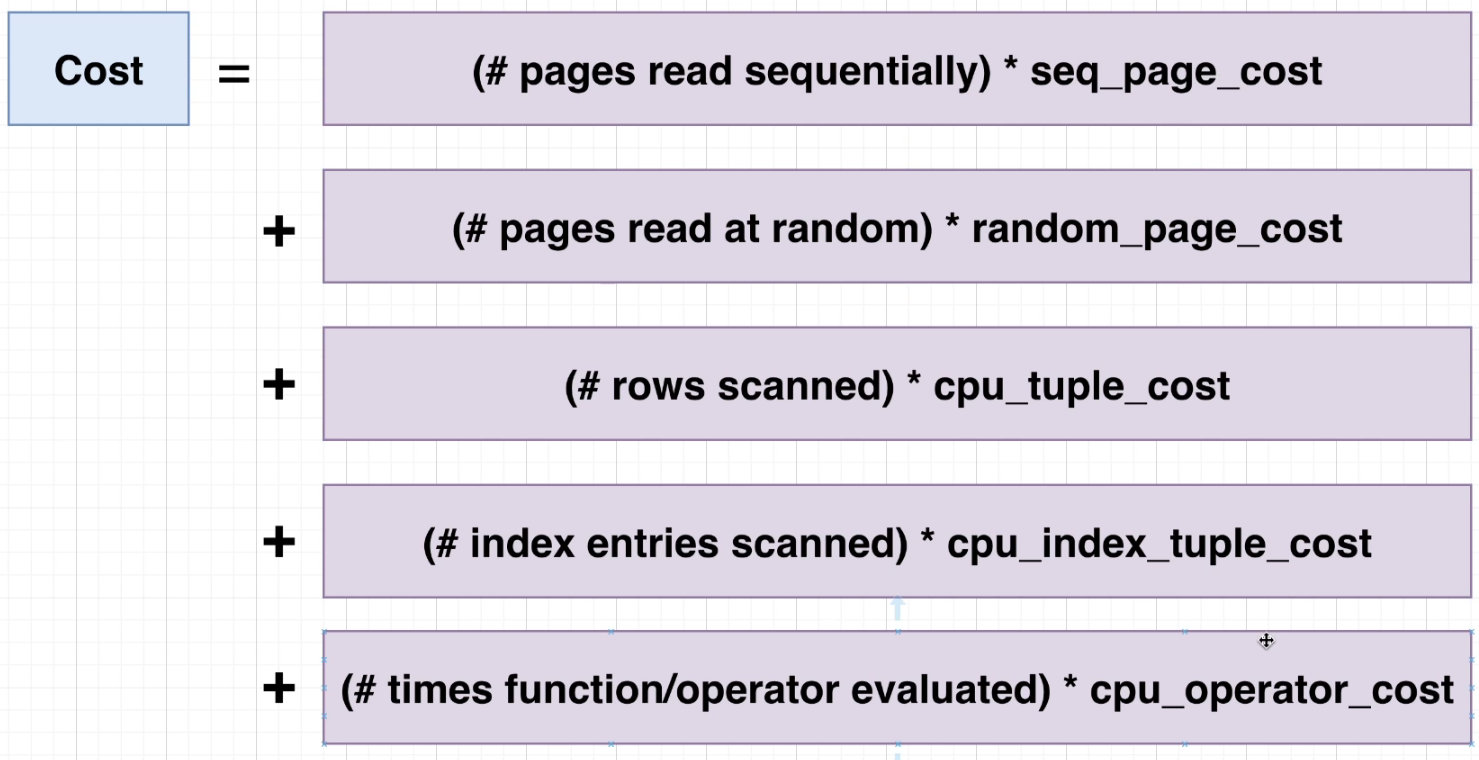 Cost = (# pages read sequentially) * seq_page_cost
+ (# pages read at random) * random_page_cost
+ (# rows scanned) * cpu_tuple_cost
+ (# index entries scanned) * cpu_index_tuple_cost
+ (# times function/operator evaluated) * cpu_operator_cost